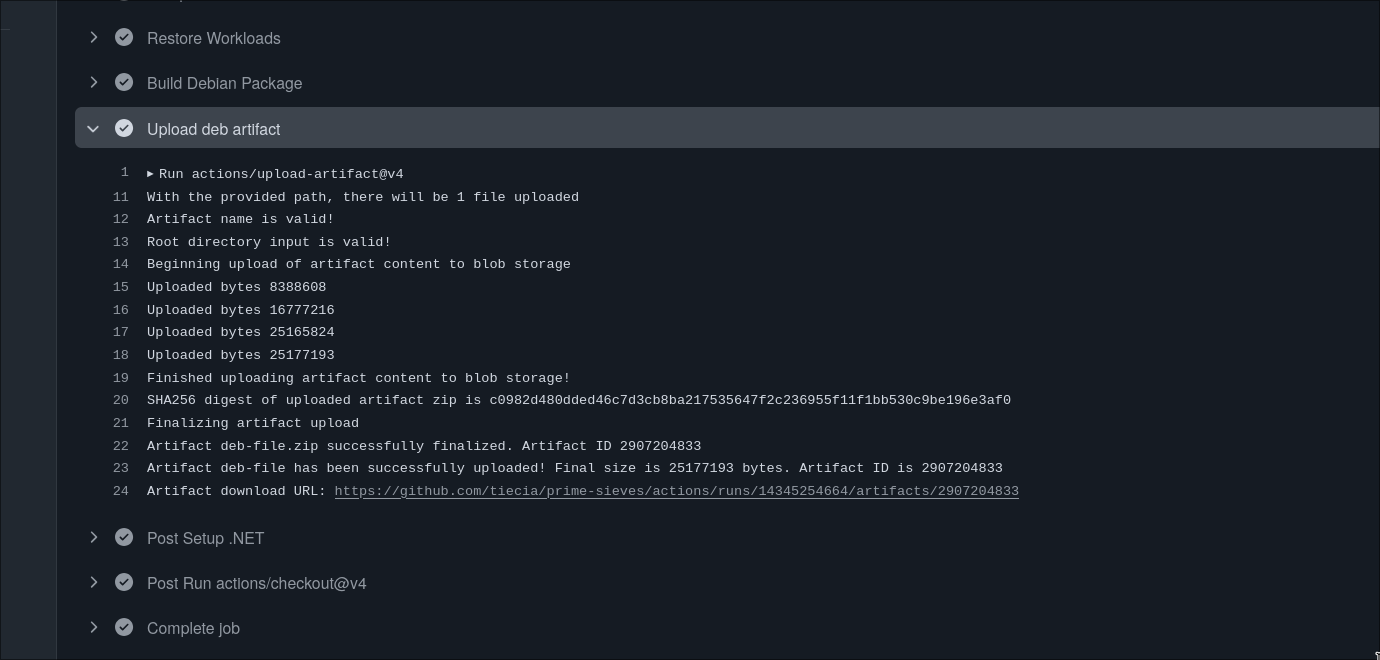 Restore Workloads
Build Debian Package
Upload deb artifact
1 ▸ Run actions/upload-artifact@v4
11 With the provided path, there will be 1 file uploaded
12 Artifact name is valid!
13 Root directory input is valid!
14 Beginning upload of artifact content to blob storage
15 Uploaded bytes 8388608
16 Uploaded bytes 16777216
17 Uploaded bytes 25165824
18 Uploaded bytes 25177193
19 Finished uploading artifact content to blob storage!
20 SHA256 digest of uploaded artifact zip is c0982d480dded46c7d3cb8ba217535647f2c236955f11f1bb530c9be196e3af0
21 Finalizing artifact upload
22 Artifact deb-file.zip successfully finalized. Artifact ID 2907204833
23 Artifact deb-file has been successfully uploaded! Final size is 25177193 bytes. Artifact ID is 2907204833
24 Artifact download URL: https://github.com/tiecia/prime-sieves/actions/runs/14345254664/artifacts/2907204833
Post Setup .NET
Post Run actions/checkout@v4
Complete job